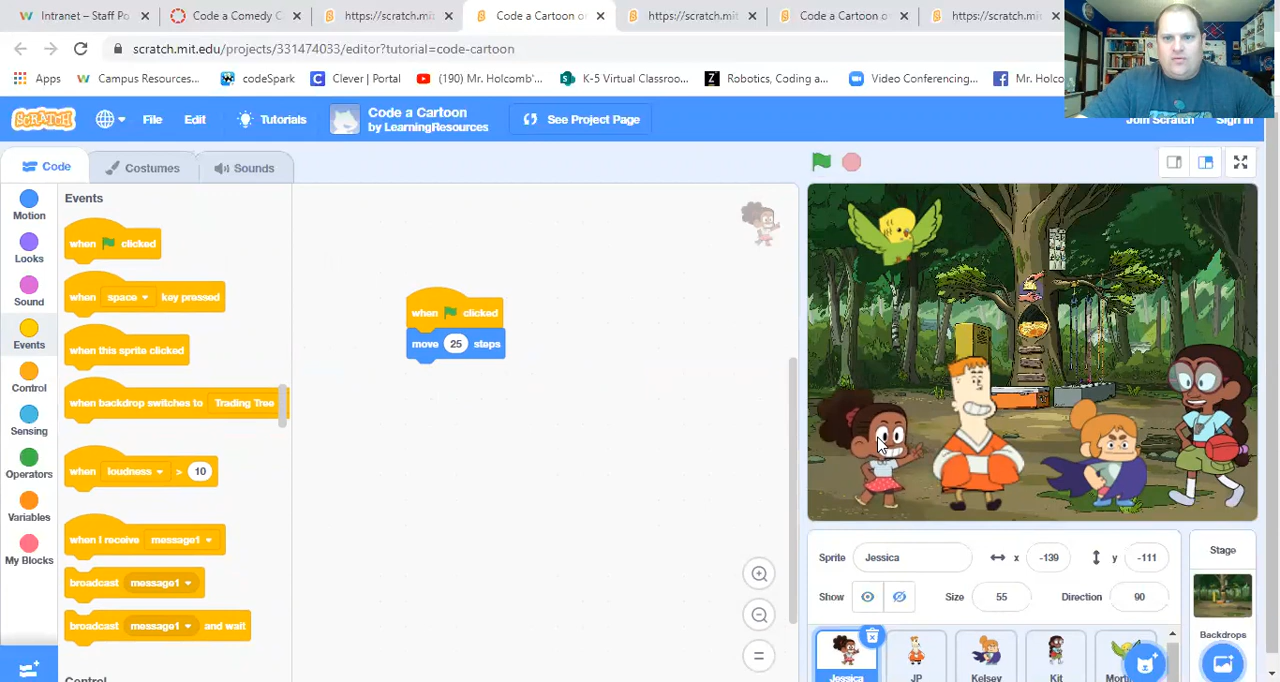 Intranet – Staff Po
Code a Comedy C
https://scratch.mi
Code a Cartoon o
https://scratch.mi
Code a Cartoon o
https://scratch.mi
scratch.mit.edu/projects/331474033/editor?tutorial=code-cartoon
Apps
Campus Resources...
codeSpark
Clever | Portal
(190) Mr. Holcomb'...
K-5 Virtual Classroo...
Robotics, Coding a...
Video Conferencing...
Mr. Holco
SCRATCH
File
Edit
Tutorials
Code a Cartoon
by LearningResources
See Project Page
Join Scratch
Sign in
Code
Costumes
Sounds
Motion
Looks
Sound
Events
Control
Sensing
Operators
Variables
My Blocks
Events
when clicked
when space key pressed
when this sprite clicked
when backdrop switches to Trading Tree
when loudness > 10
when I receive message1
broadcast message1
broadcast message1 and wait
Control
when clicked
move 25 steps
Sprite Jessica x -139 y -111
Show Size 55 Direction 90
Stage
Backdrops
Jessica
JP
Kelsey
Kit
Mort